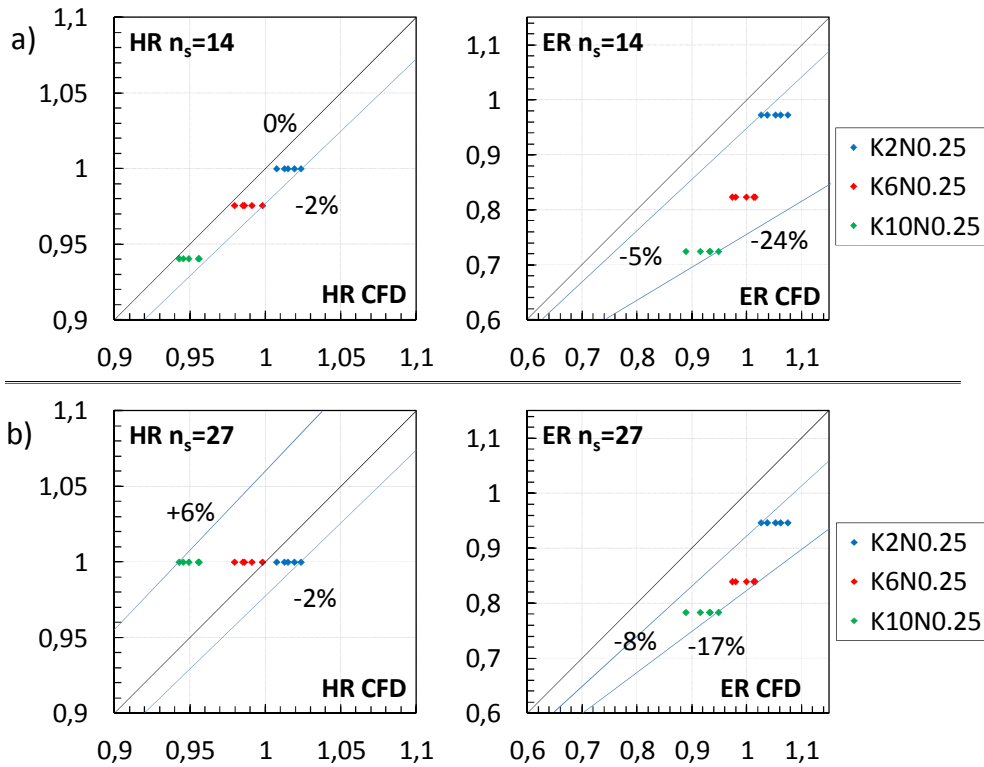 a)
HR ns=14
1,1
1,05
1
0,95
0,9
0%
-2%
HR CFD
0,9 0,95 1 1,05 1,1
ER ns=14
1,1
1
0,9
0,8
0,7
0,6
-5%
-24%
ER CFD
0,6 0,7 0,8 0,9 1 1,1
K2N0.25
K6N0.25
K10N0.25
b)
HR ns=27
1,1
1,05
1
0,95
0,9
+6%
-2%
HR CFD
0,9 0,95 1 1,05 1,1
ER ns=27
1,1
1
0,9
0,8
0,7
0,6
-8%
-17%
ER CFD
0,6 0,7 0,8 0,9 1 1,1
K2N0.25
K6N0.25
K10N0.25